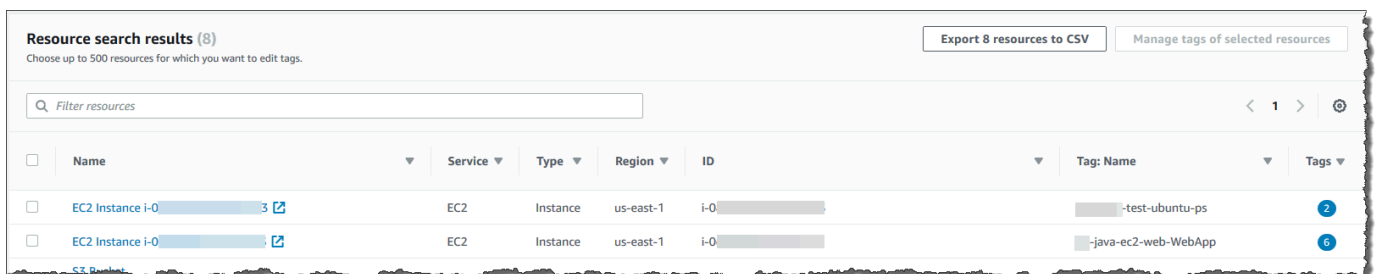 Resource search results (8)
Export 8 resources to CSV
Manage tags of selected resources
Choose up to 500 resources for which you want to edit tags.
Filter resources
1
Name Service Type Region ID Tag: Name Tags
EC2 Instance i-0 3 EC2 Instance us-east-1 i-0 -test-ubuntu-ps 2
EC2 Instance i-0 EC2 Instance us-east-1 i-0 -java-ec2-web-WebApp 6
S3 Bucket